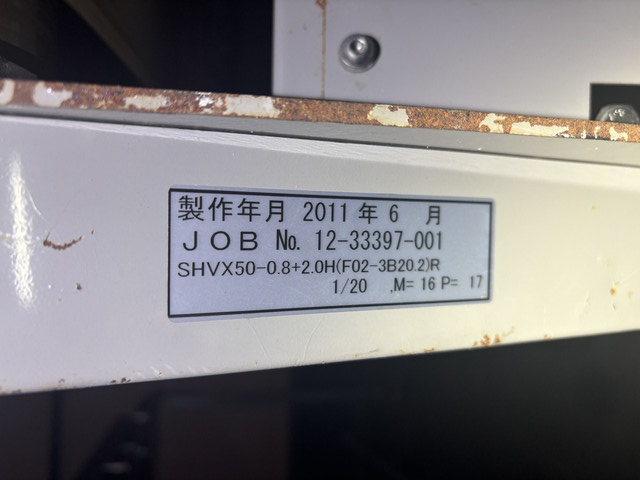 製作年月 2011 年 6 月
JOB No. 12-33397-001
SHVX50-0.8+2.0H(F02-3B20.2)R
1/20 ,M= 16 P= 17